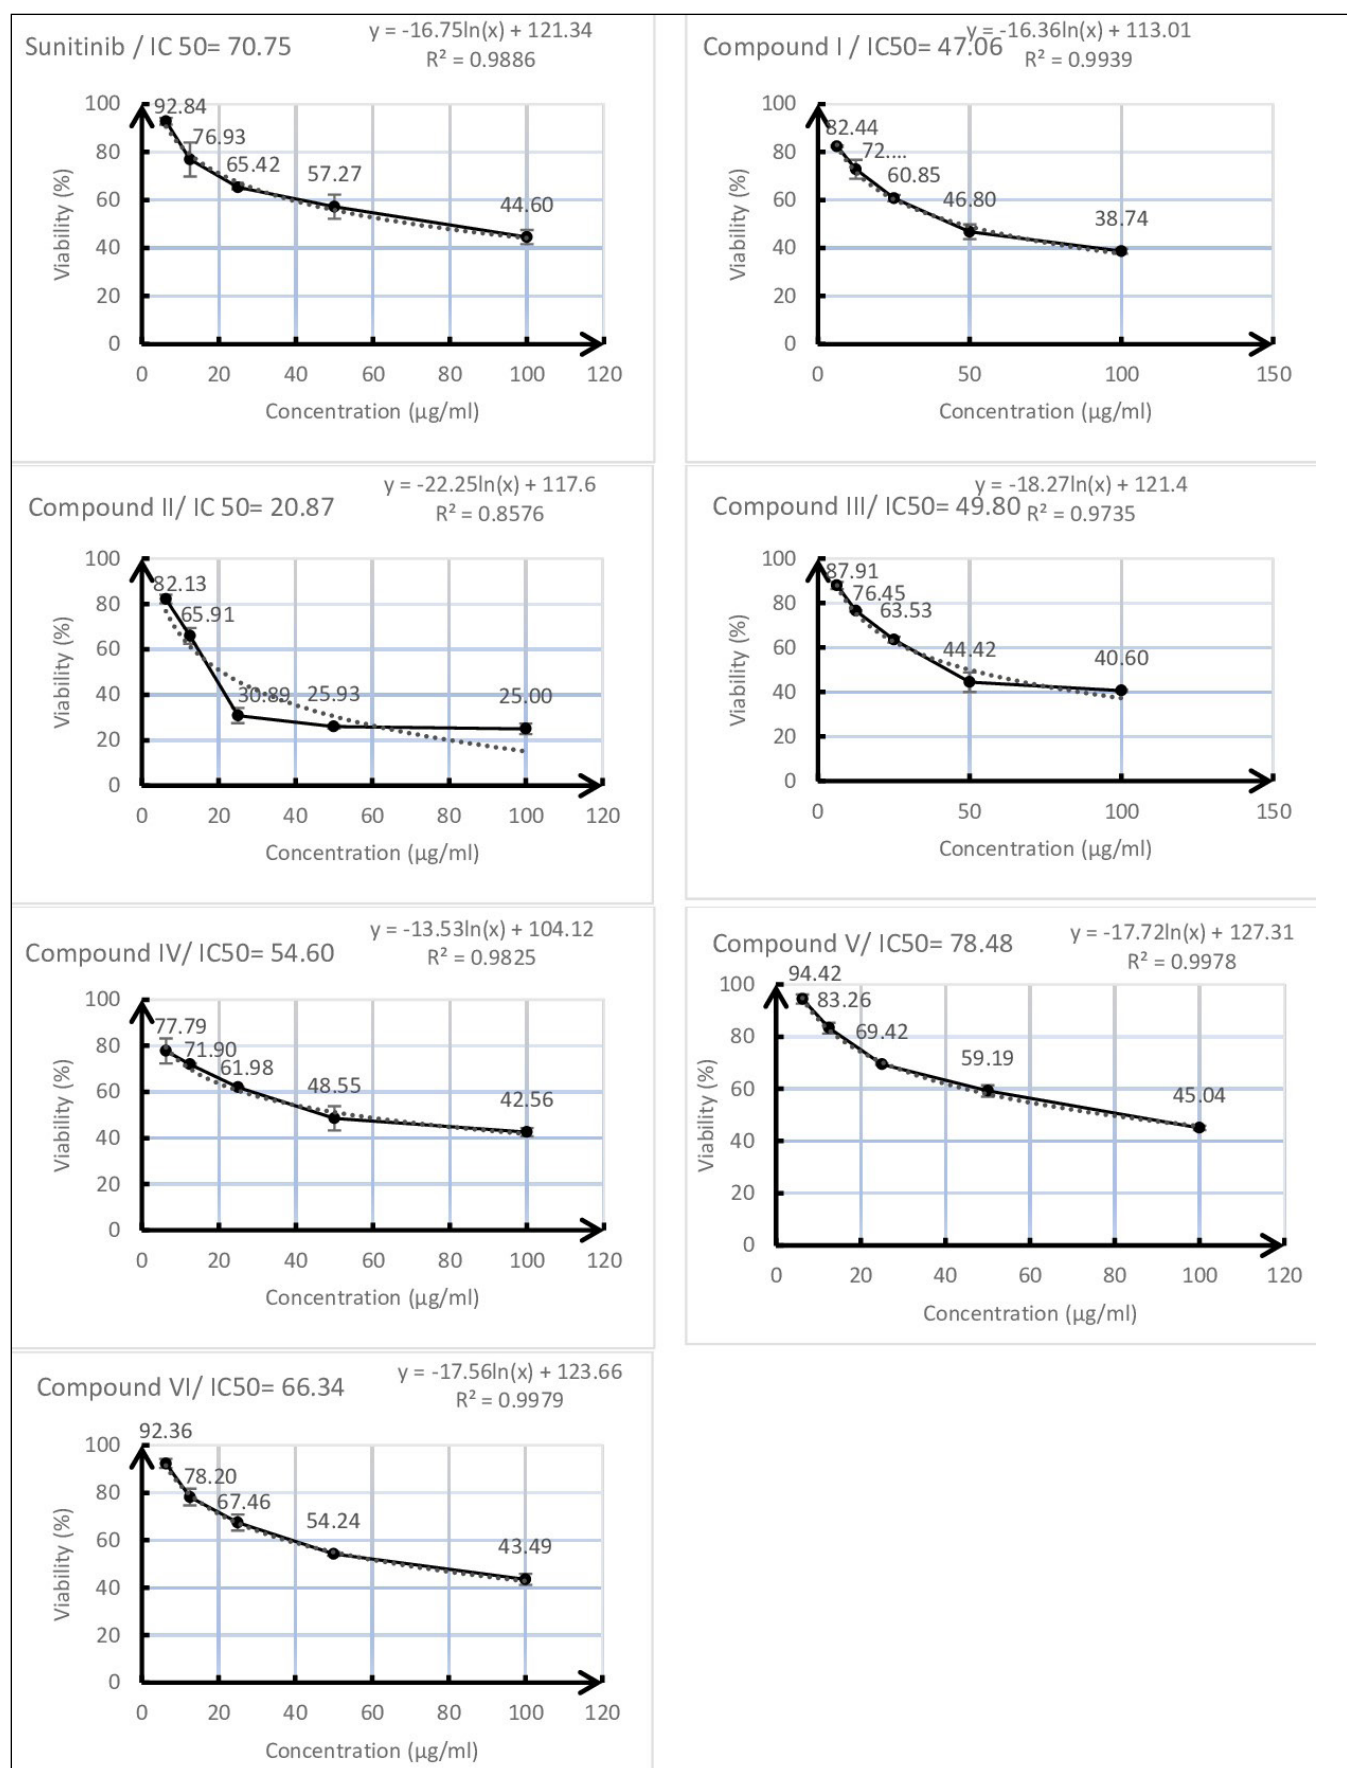 Sunitinib / IC 50= 70.75
y = -16.75ln(x) + 121.34
R² = 0.9886
100
80
60
40
20
0
92.84
76.93
65.42
57.27
44.60
0 20 40 60 80 100 120
Viability (%)
Concentration (µg/ml)
Compound I / IC50= 47.06
y = -16.36ln(x) + 113.01
R² = 0.9939
100
80
60
40
20
0
82.44
72....
60.85
46.80
38.74
0 50 100 150
Viability (%)
Concentration (µg/ml)
Compound II/ IC 50= 20.87
y = -22.25ln(x) + 117.6
R² = 0.8576
100
80
60
40
20
0
82.13
65.91
30.89
25.93
25.00
0 20 40 60 80 100 120
Viability (%)
Concentration (µg/ml)
Compound III/ IC50= 49.80
y = -18.27ln(x) + 121.4
R² = 0.9735
100
80
60
40
20
0
87.91
76.45
63.53
44.42
40.60
0 50 100 150
Viability (%)
Concentration (µg/ml)
Compound IV/ IC50= 54.60
y = -13.53ln(x) + 104.12
R² = 0.9825
100
80
60
40
20
0
77.79
71.90
61.98
48.55
42.56
0 20 40 60 80 100 120
Viability (%)
Concentration (µg/ml)
Compound V/ IC50= 78.48
y = -17.72ln(x) + 127.31
R² = 0.9978
100
80
60
40
20
0
94.42
83.26
69.42
59.19
45.04
0 20 40 60 80 100 120
Viability (%)
Concentration (µg/ml)
Compound VI/ IC50= 66.34
y = -17.56ln(x) + 123.66
R² = 0.9979
100
80
60
40
20
0
92.36
78.20
67.46
54.24
43.49
0 20 40 60 80 100 120
Viability (%)
Concentration (µg/ml)